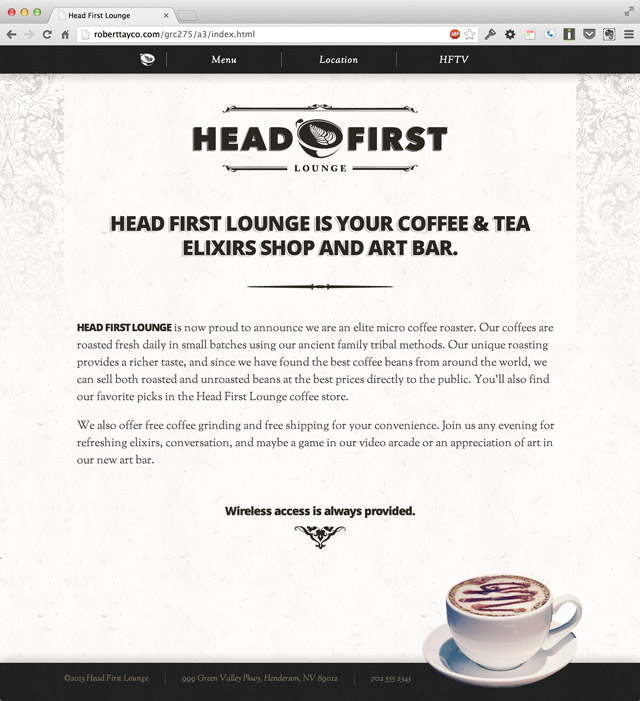 Head First Lounge
roberttayco.com/grc275/a3/index.html
Menu Location HFTV
HEAD FIRST
LOUNGE
HEAD FIRST LOUNGE IS YOUR COFFEE & TEA
ELIXIRS SHOP AND ART BAR.
HEAD FIRST LOUNGE is now proud to announce we are an elite micro coffee roaster. Our coffees are
roasted fresh daily in small batches using our ancient family tribal methods. Our unique roasting
provides a richer taste, and since we have found the best coffee beans from around the world, we
can sell both roasted and unroasted beans at the best prices directly to the public. You'll also find
our favorite picks in the Head First Lounge coffee store.
We also offer free coffee grinding and free shipping for your convenience. Join us any evening for
refreshing elixirs, conversation, and maybe a game in our video arcade or an appreciation of art in
our new art bar.
Wireless access is always provided.
©2013 Head First Lounge 999 Green Valley Pkwy, Henderson, NV 89012 702 555 2343